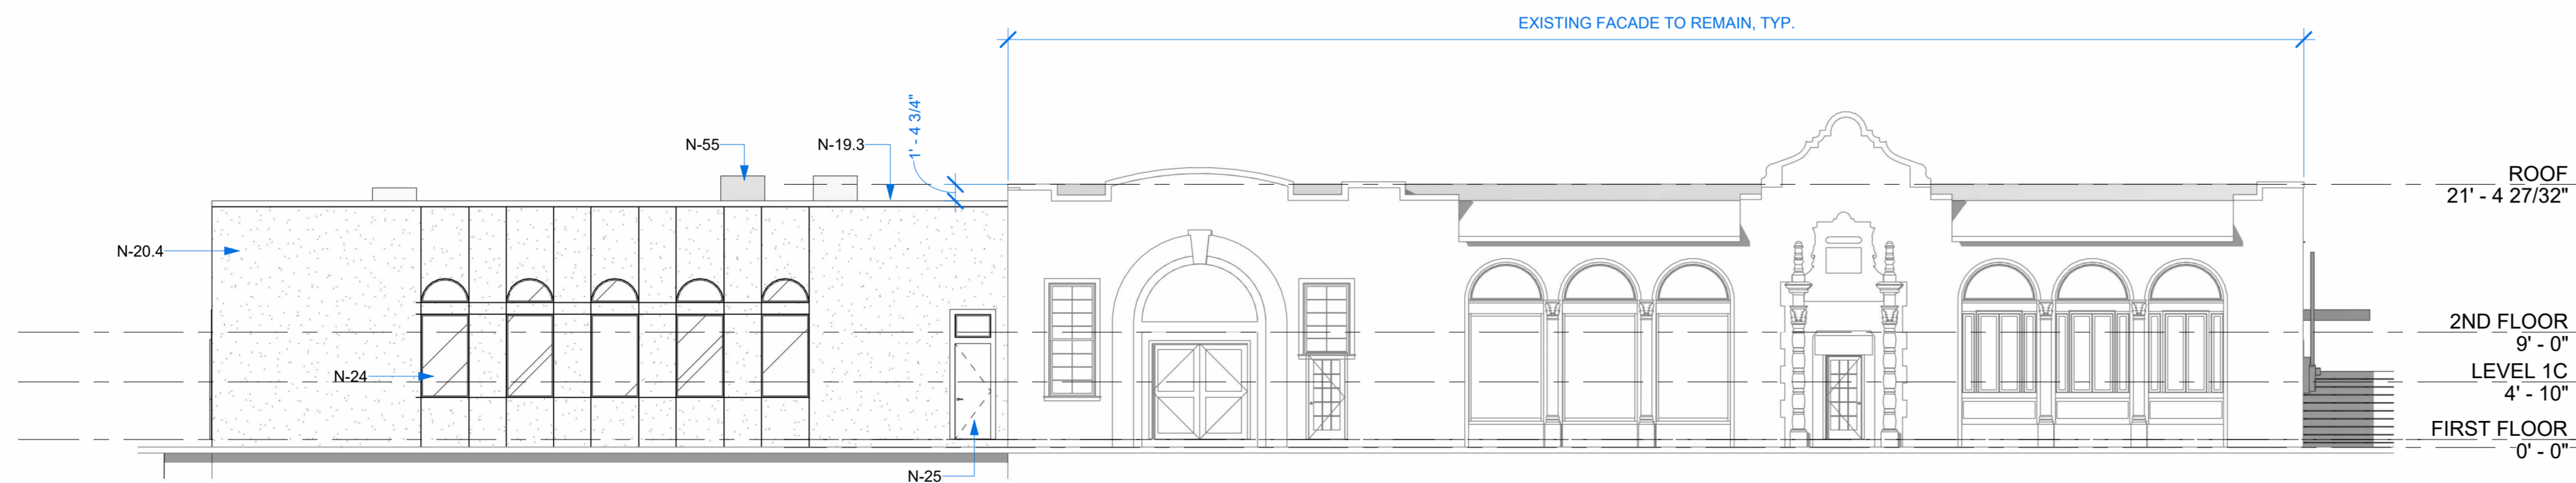 EXISTING FACADE TO REMAIN, TYP.
1' - 4 3/4"
N-55
N-19.3
ROOF
21' - 4 27/32"
N-20.4
2ND FLOOR
9' - 0"
N-24
LEVEL 1C
4' - 10"
FIRST FLOOR
0' - 0"
N-25